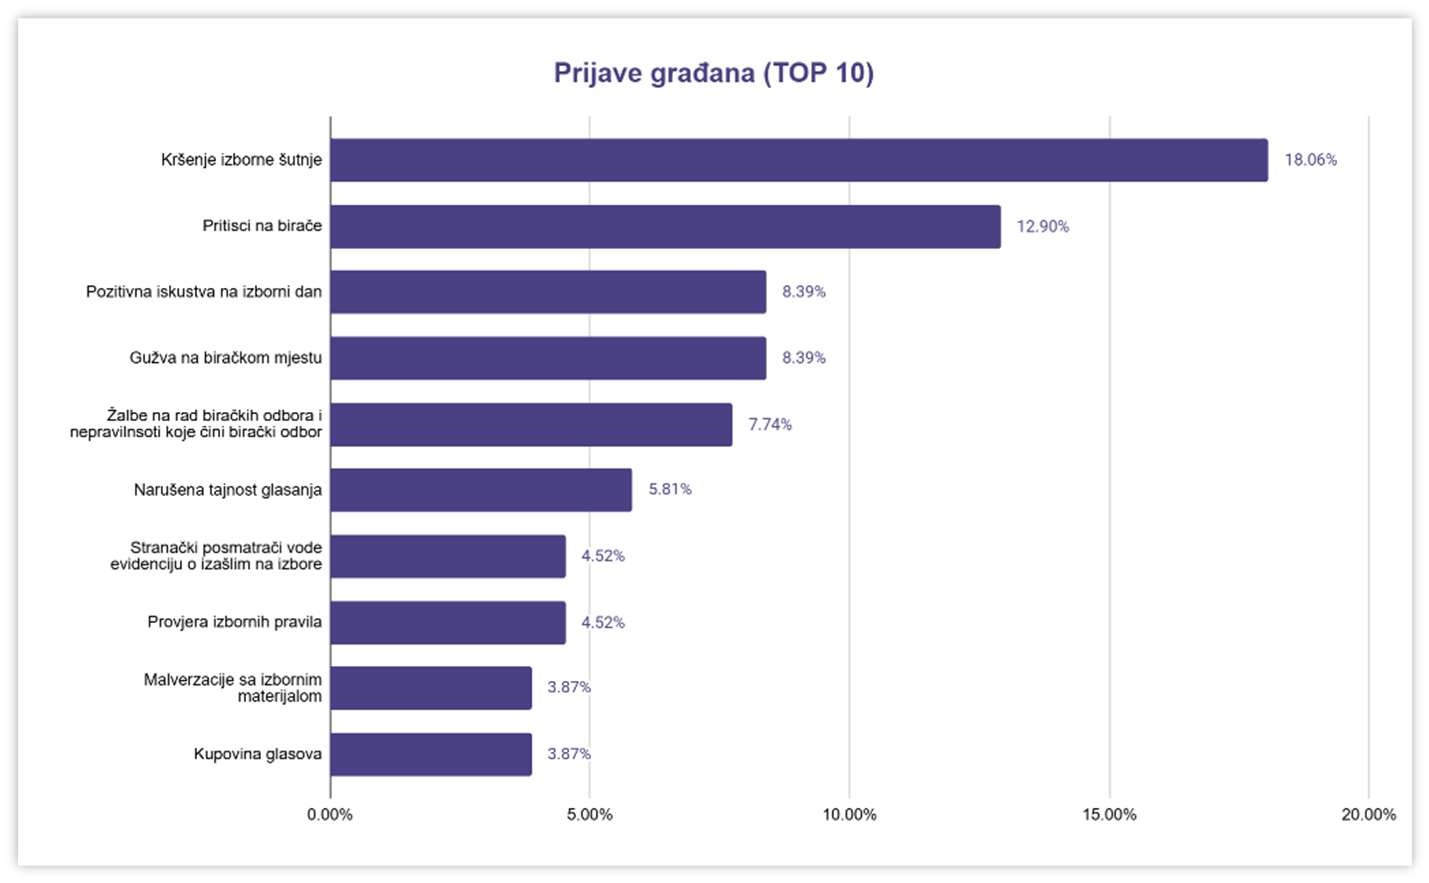 Prijave građana (TOP 10)
Kršenje izborne šutnje
18.06%
Pritisci na birače
12.90%
Pozitivna iskustva na izborni dan
8.39%
Gužva na biračkom mjestu
8.39%
Žalbe na rad biračkih odbora i
nepravilnsoti koje čini birački odbor
7.74%
Narušena tajnost glasanja
5.81%
Stranački posmatrači vode
evidenciju o izašlim na izbore
4.52%
Provjera izbornih pravila
4.52%
Malverzacije sa izbornim
materijalom
3.87%
Kupovina glasova
3.87%
0.00%
5.00%
10.00%
15.00%
20.00%